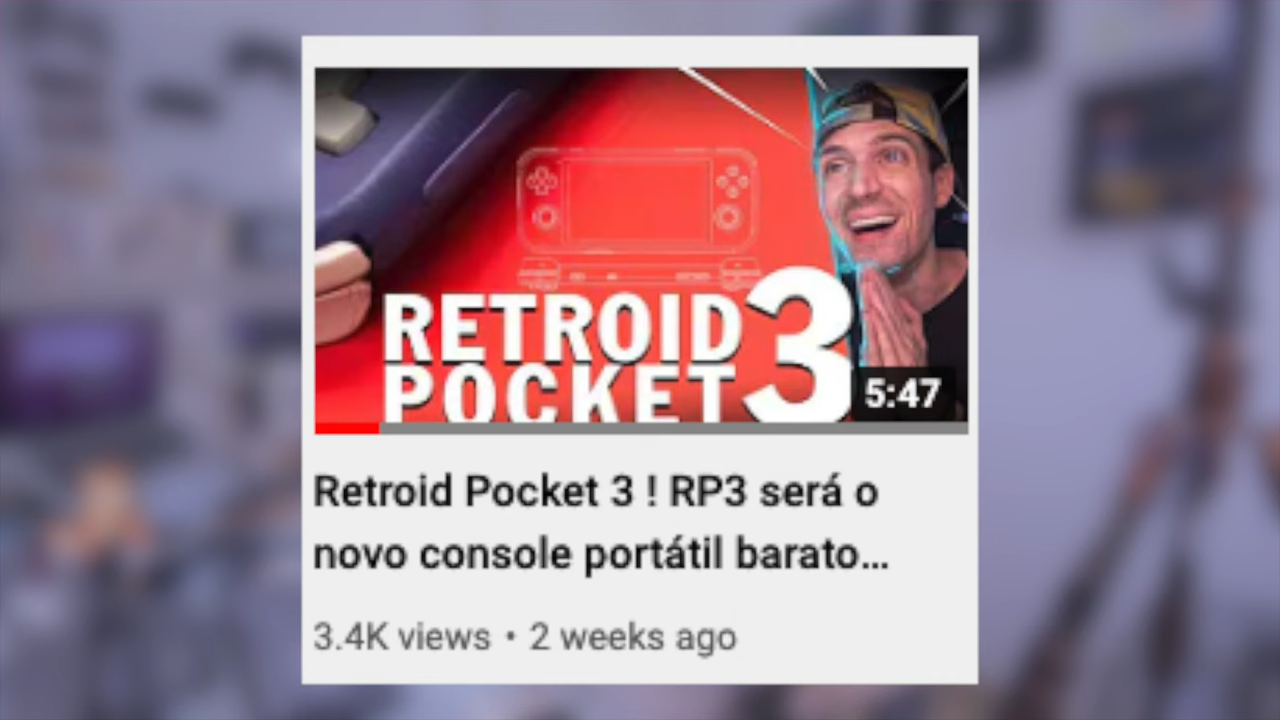 RETROID
POCKET 3
5:47
Retroid Pocket 3 ! RP3 será o
novo console portátil barato...
3.4K views • 2 weeks ago